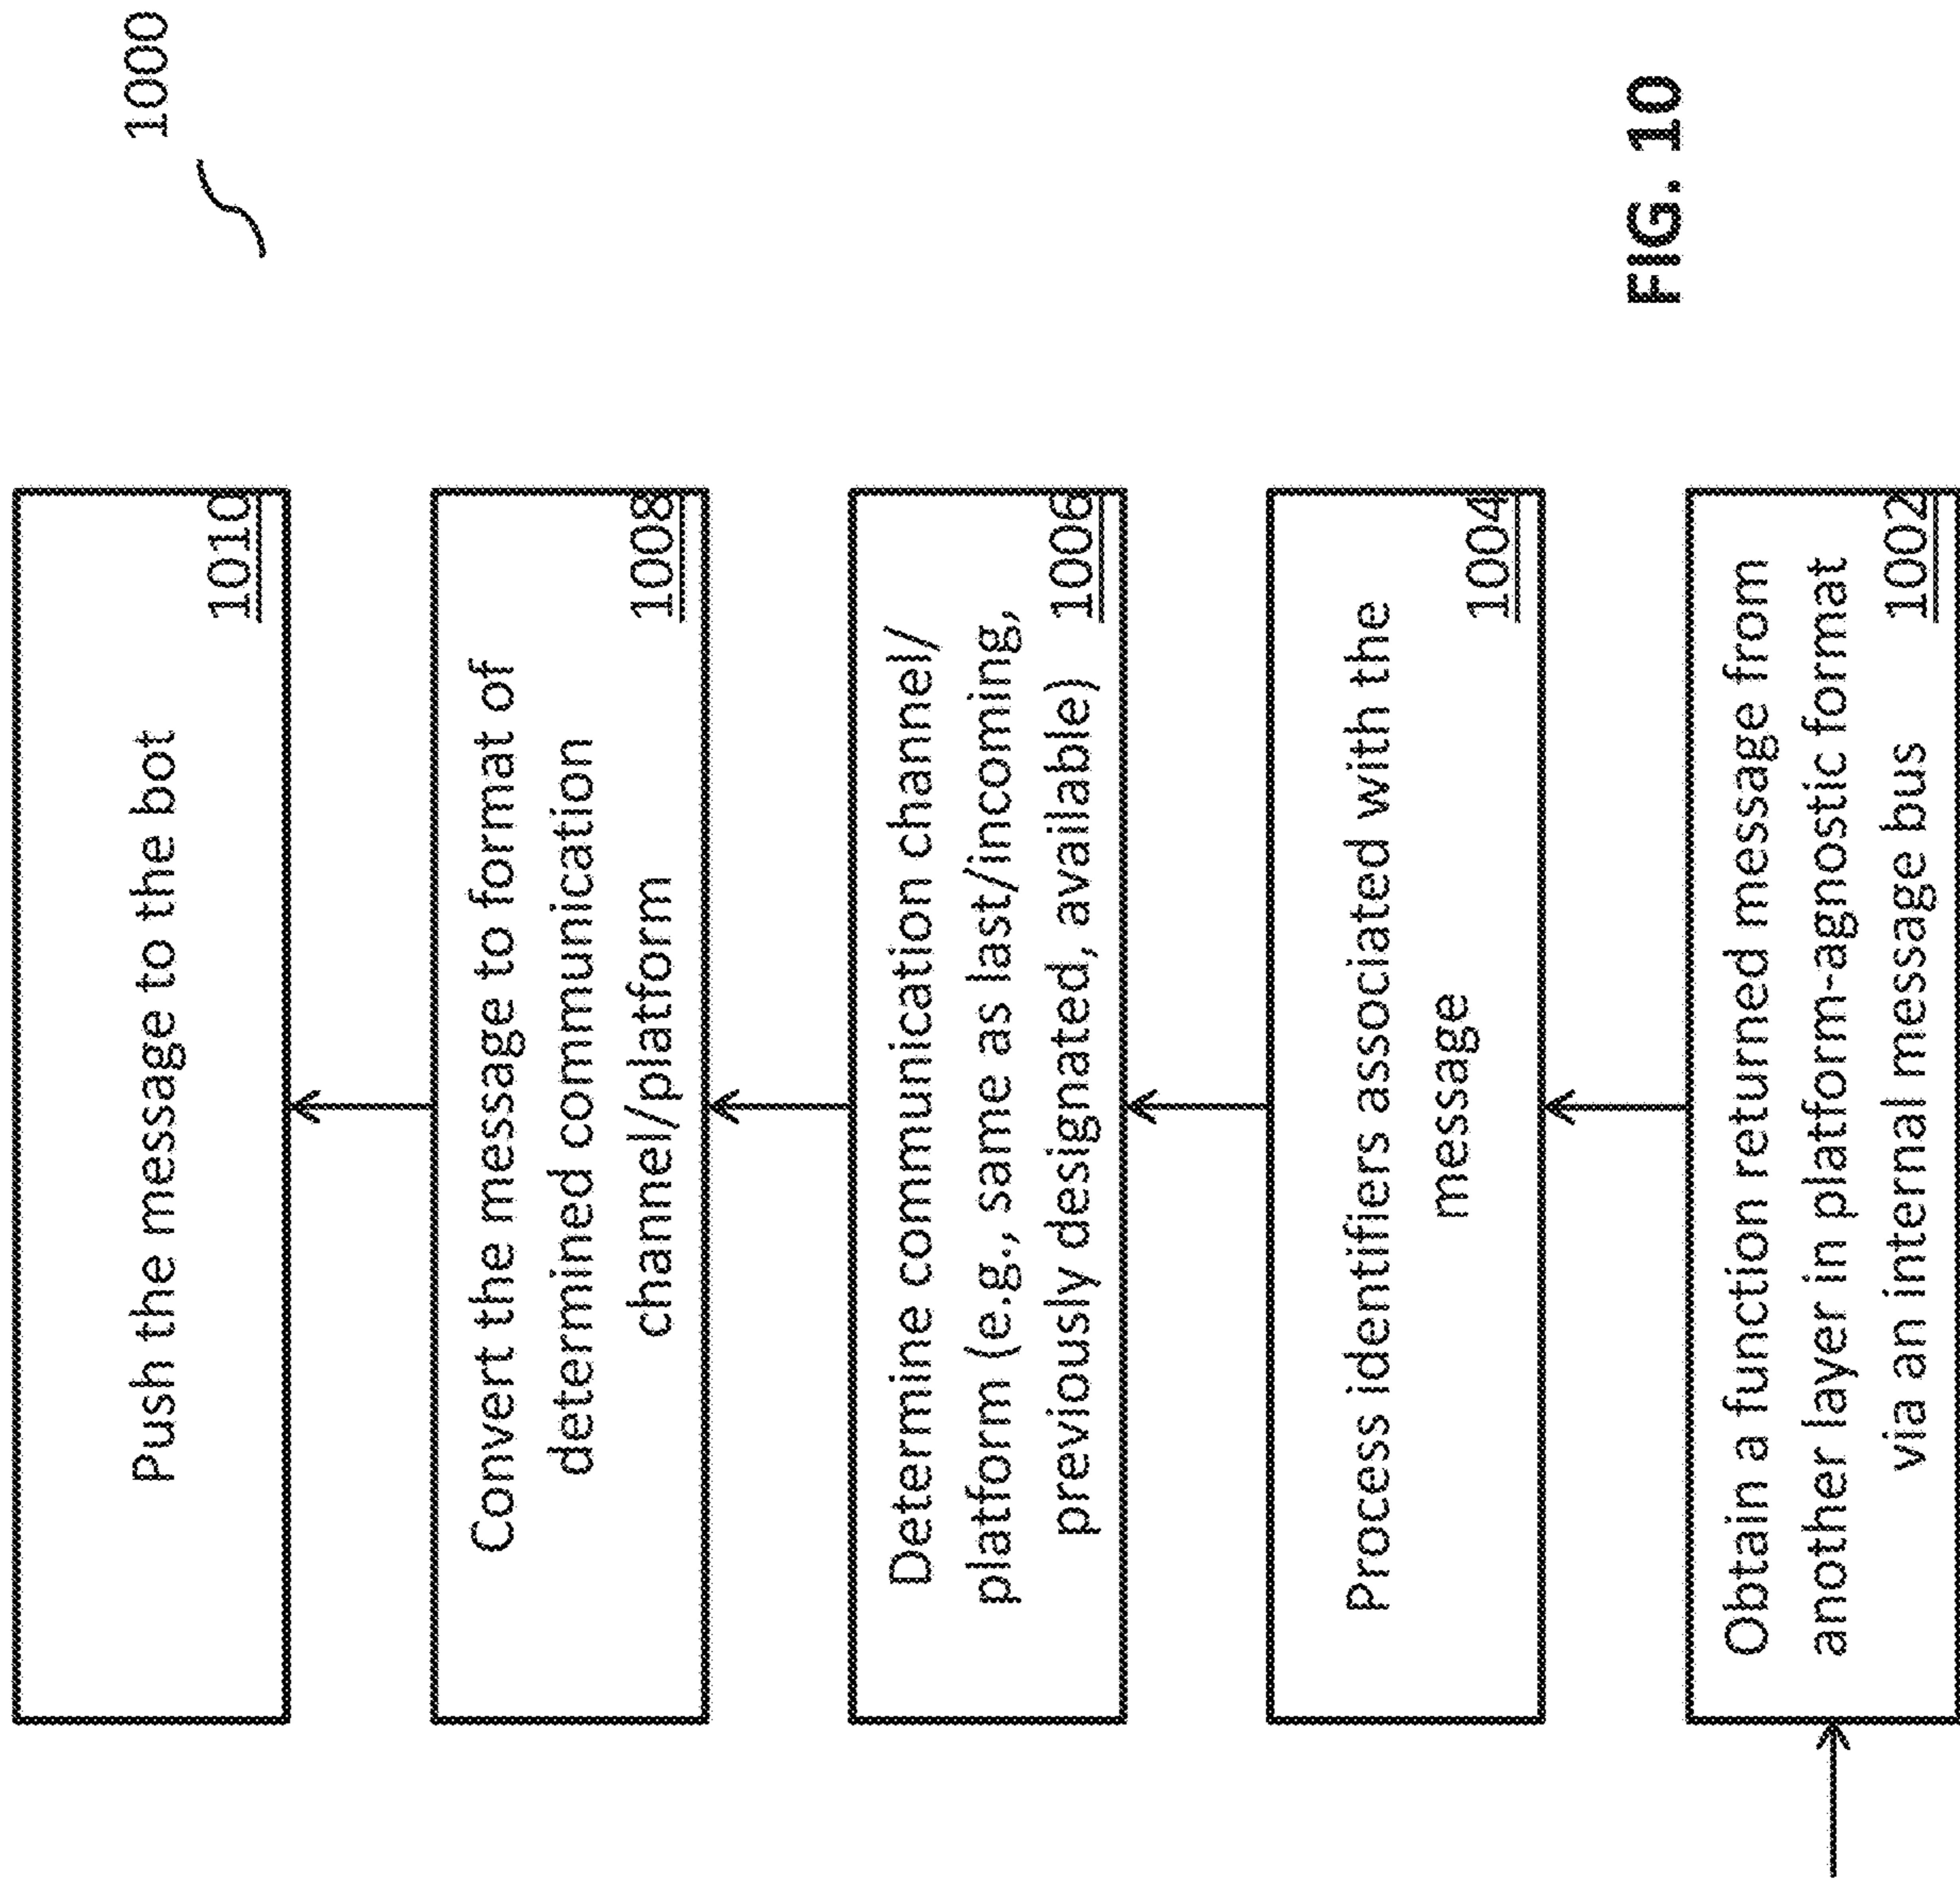 1000
Push the message to the bot
1010
Convert the message to format of
determined communication
channel/platform
1008
Determine communication channel/
platform (e.g., same as last/incoming,
previously designated, available)
1006
Process identifiers associated with the
message
1004
Obtain a function returned message from
another layer in platform-agnostic format
via an internal message bus
1002
FIG. 10